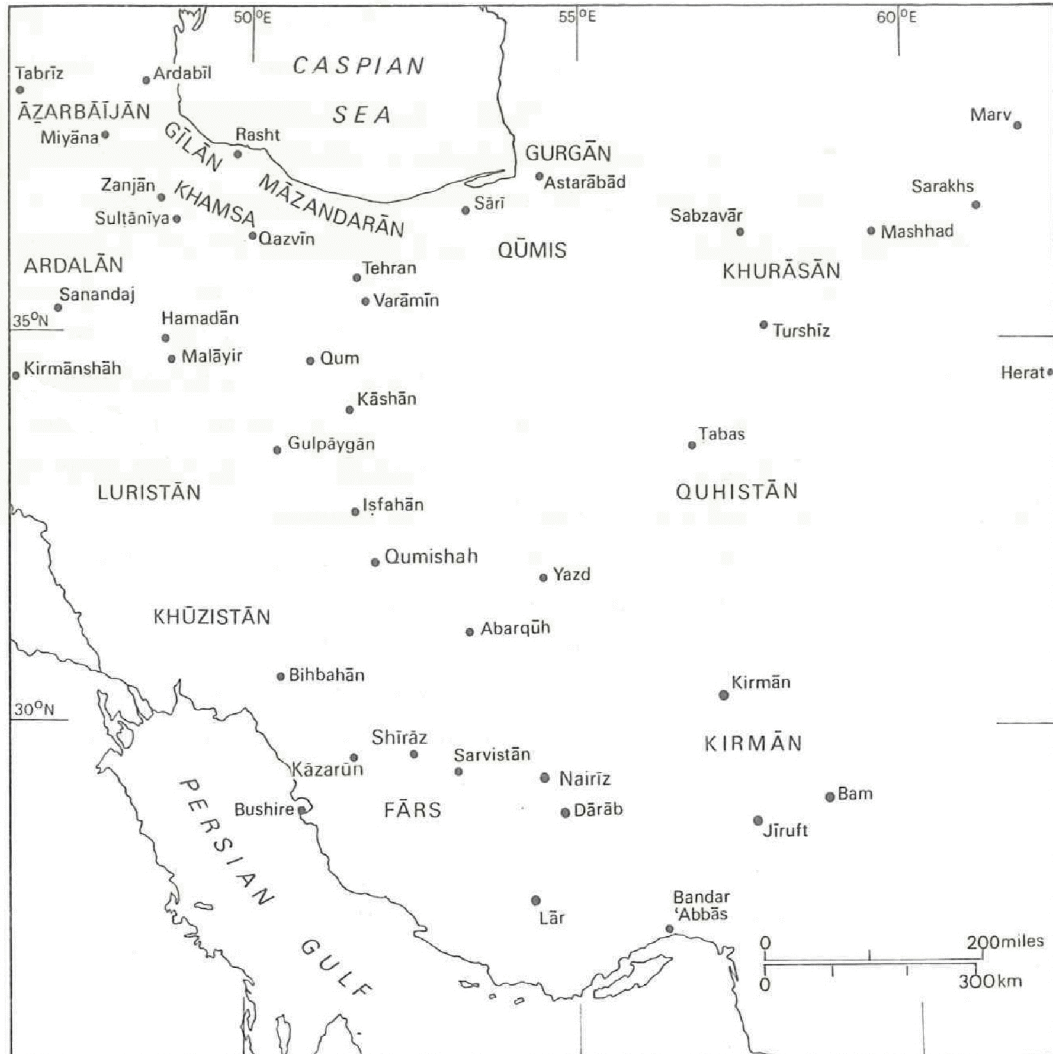 50°E 55°E 60°E
CASPIAN
SEA
Tabrīz
Ardabīl
ĀẔARBĀĪJĀN
Miyāna
GĪLĀN
Rasht
Marv
GURGĀN
Astarābād
Zanjān
KHAMSA
MĀZANDARĀN
Sārī
Sarakhs
Sulṭānīya
Qazvīn
Sabzavār
Mashhad
QŪMIS
ARDALĀN
Tehran
KHURĀSĀN
Sanandaj
Varāmīn
35°N
Hamadān
Turshīz
Malāyir
Qum
Kirmānshāh
Herat
Kāshān
Gulpāygān
Tabas
LURISTĀN
Iṣfahān
QUHISTĀN
Qumishah
Yazd
KHŪZISTĀN
Abarqūh
Bihbahān
Kirmān
30°N
Shīrāz
KIRMĀN
Kāzarūn
Sarvistān
Nairīz
Bushire
FĀRS
Dārāb
Bam
Jīruft
PERSIAN GULF
Lār
Bandar
'Abbās
0 200miles
0 300km